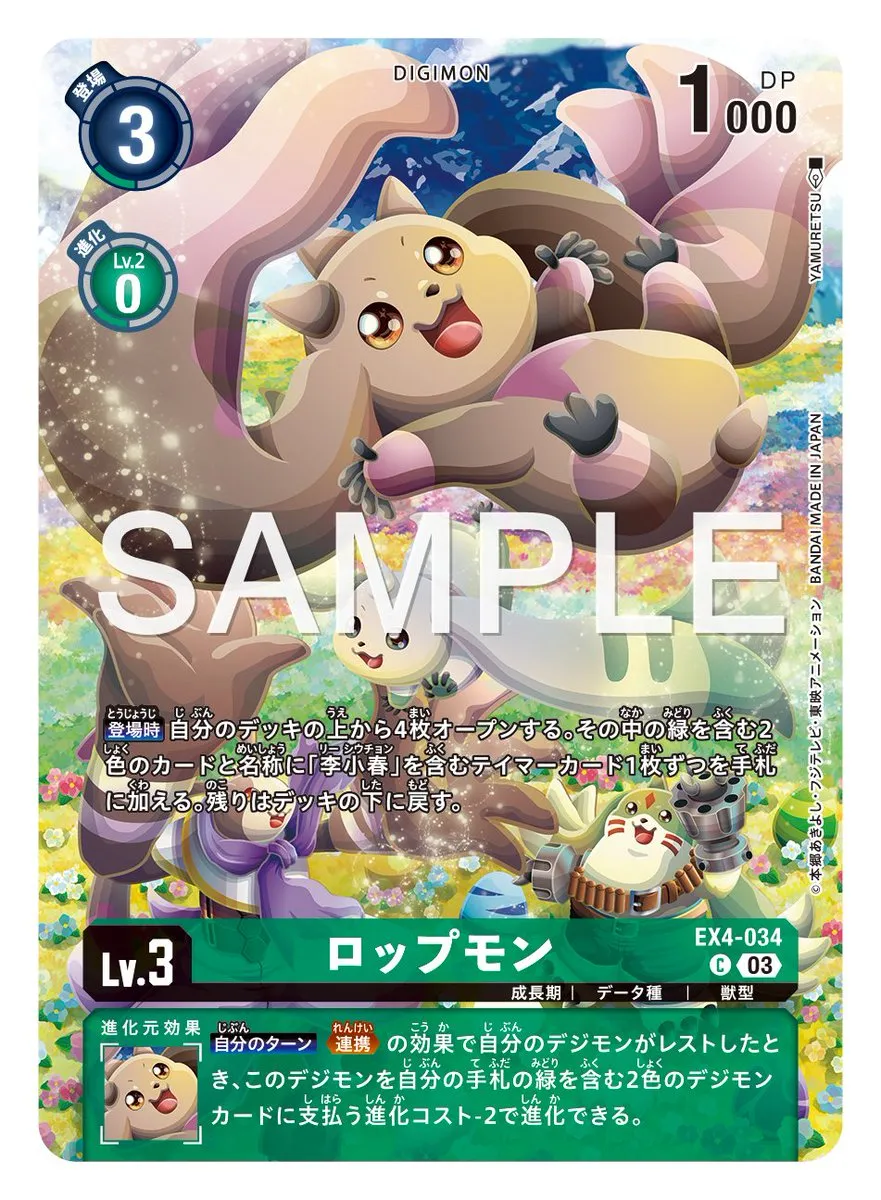 登場
3
DIGIMON
1000
DP
進化
Lv.2
0
YAMURETSU
BANDAI MADE IN JAPAN
©本郷あきよし・フジテレビ・東映アニメーション
SAMPLE
登場時 自分のデッキの上から4枚オープンする。その中の緑を含む2
色のカードと名称に「李小春」を含むテイマーカード1枚ずつを手札
に加える。残りはデッキの下に戻す。
Lv.3
ロップモン
EX4-034
C 03
成長期 | データ種 | 獣型
進化元効果
自分のターン 連携 の効果で自分のデジモンがレストしたと
き、このデジモンを自分の手札の緑を含む2色のデジモン
カードに支払う進化コスト-2で進化できる。